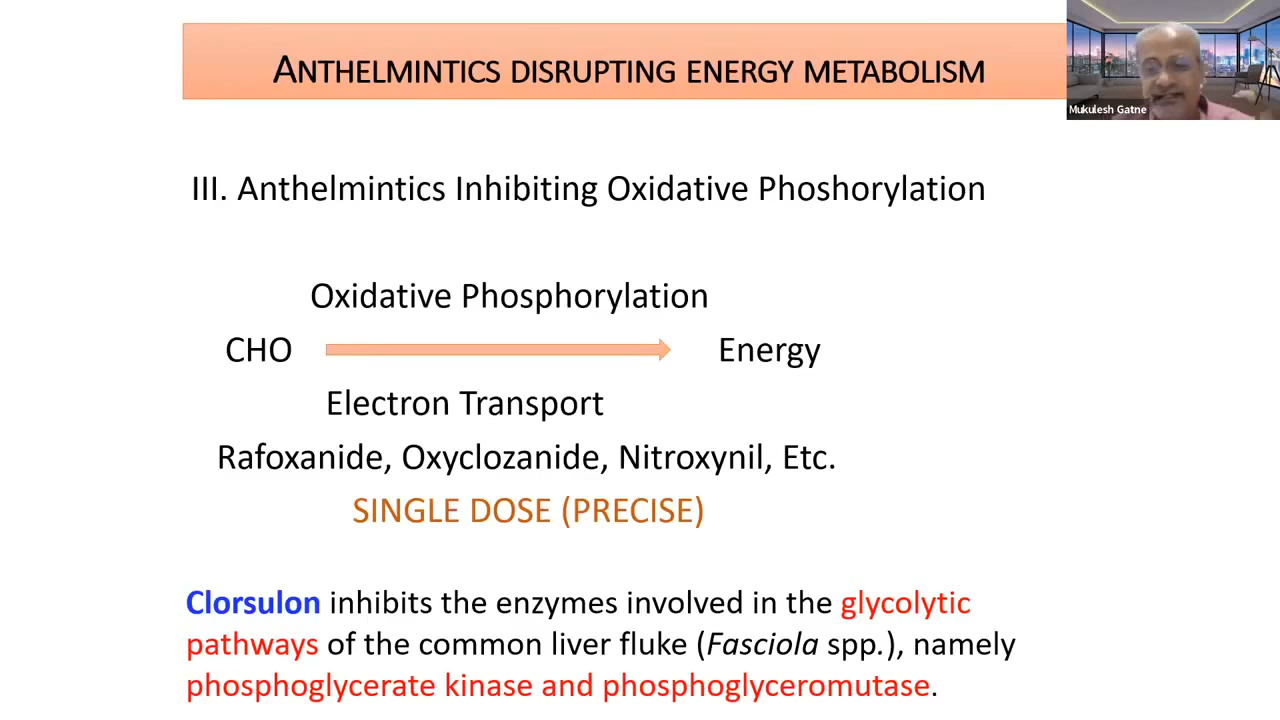 ANTHELMINTICS DISRUPTING ENERGY METABOLISM
Mukulesh Gatne
III. Anthelmintics Inhibiting Oxidative Phoshorylation
Oxidative Phosphorylation
CHO Energy
Electron Transport
Rafoxanide, Oxyclozanide, Nitroxynil, Etc.
SINGLE DOSE (PRECISE)
Clorsulon inhibits the enzymes involved in the glycolytic
pathways of the common liver fluke (Fasciola spp.), namely
phosphoglycerate kinase and phosphoglyceromutase.